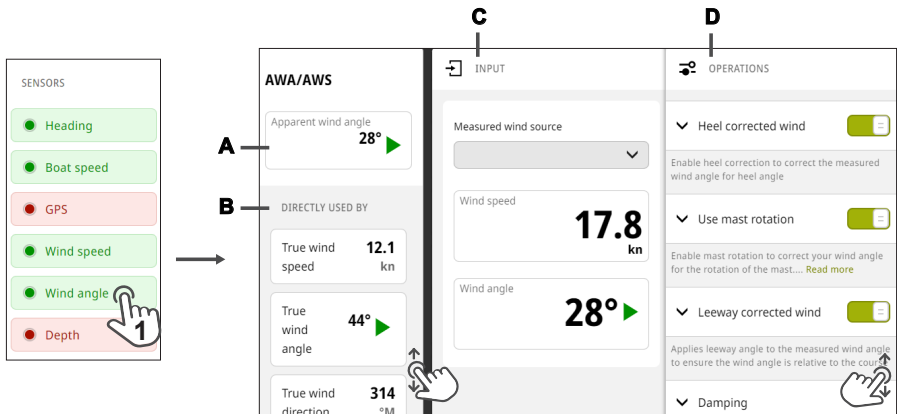 C
D
SENSORS
Heading
Boat speed
GPS
Wind speed
Wind angle
Depth
1
A
B
AWA/AWS
Apparent wind angle
28°
DIRECTLY USED BY
True wind
speed
12.1
kn
True
wind
angle
44°
True wind
direction
314
°M
INPUT
Measured wind source
Wind speed
17.8
kn
Wind angle
28°
OPERATIONS
Heel corrected wind
Enable heel correction to correct the measured
wind angle for heel angle
Use mast rotation
Enable mast rotation to correct your wind angle
for the rotation of the mast.... Read more
Leeway corrected wind
Applies leeway angle to the measured wind angle
to ensure the wind angle is relative to the course
Damping